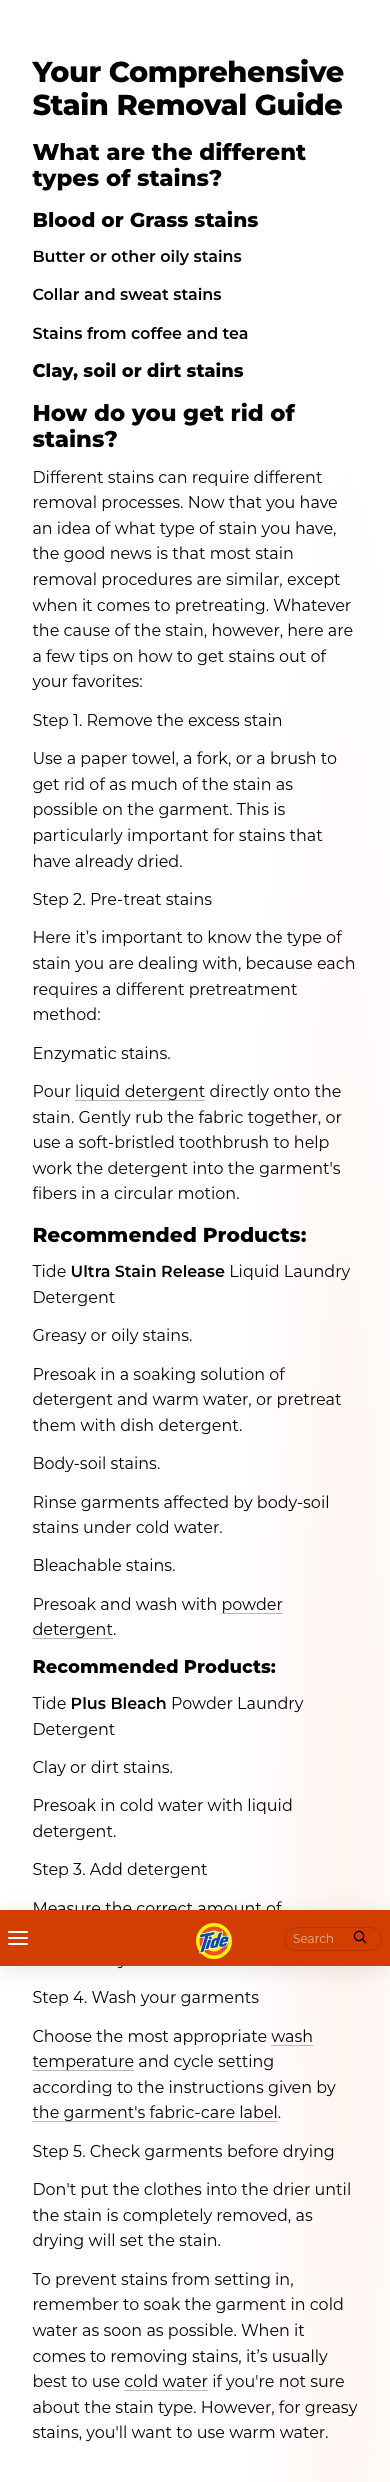 Your Comprehensive
Stain Removal Guide
What are the different
types of stains?
Blood or Grass stains
Butter or other oily stains
Collar and sweat stains
Stains from coffee and tea
Clay, soil or dirt stains
How do you get rid of
stains?
Different stains can require different
removal processes. Now that you have
an idea of what type of stain you have,
the good news is that most stain
removal procedures are similar, except
when it comes to pretreating. Whatever
the cause of the stain, however, here are
a few tips on how to get stains out of
your favorites:
Step 1. Remove the excess stain
Use a paper towel, a fork, or a brush to
get rid of as much of the stain as
possible on the garment. This is
particularly important for stains that
have already dried.
Step 2. Pre-treat stains
Here it’s important to know the type of
stain you are dealing with, because each
requires a different pretreatment
method:
Enzymatic stains.
Pour liquid detergent directly onto the
stain. Gently rub the fabric together, or
use a soft-bristled toothbrush to help
work the detergent into the garment's
fibers in a circular motion.
Recommended Products:
Tide Ultra Stain Release Liquid Laundry
Detergent
Greasy or oily stains.
Presoak in a soaking solution of
detergent and warm water, or pretreat
them with dish detergent.
Body-soil stains.
Rinse garments affected by body-soil
stains under cold water.
Bleachable stains.
Presoak and wash with powder
detergent.
Recommended Products:
Tide Plus Bleach Powder Laundry
Detergent
Clay or dirt stains.
Presoak in cold water with liquid
detergent.
Step 3. Add detergent
Measure the correct amount of
Tide
Search
Step 4. Wash your garments
Choose the most appropriate wash
temperature and cycle setting
according to the instructions given by
the garment's fabric-care label.
Step 5. Check garments before drying
Don't put the clothes into the drier until
the stain is completely removed, as
drying will set the stain.
To prevent stains from setting in,
remember to soak the garment in cold
water as soon as possible. When it
comes to removing stains, it’s usually
best to use cold water if you're not sure
about the stain type. However, for greasy
stains, you'll want to use warm water.